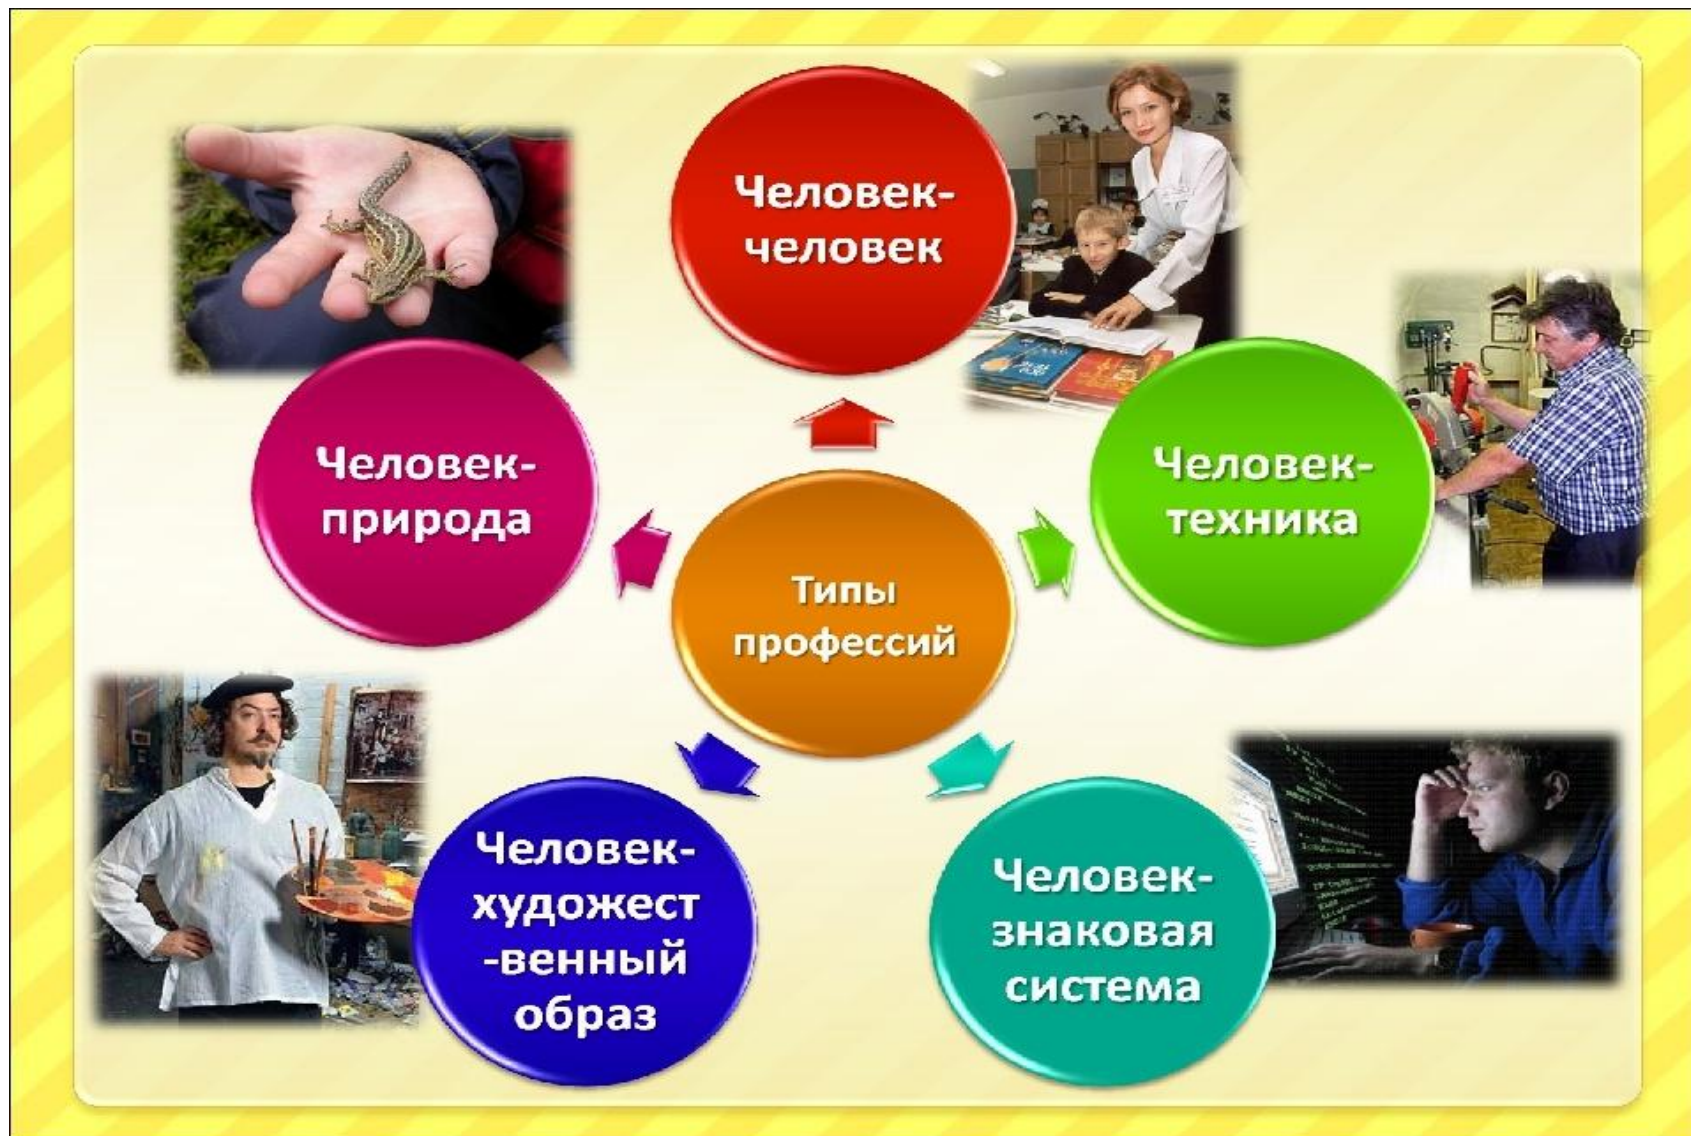 Человек-
человек
Человек-
природа
Человек-
техника
Типы
профессий
Человек-
художест
-венный
образ
Человек-
знаковая
система